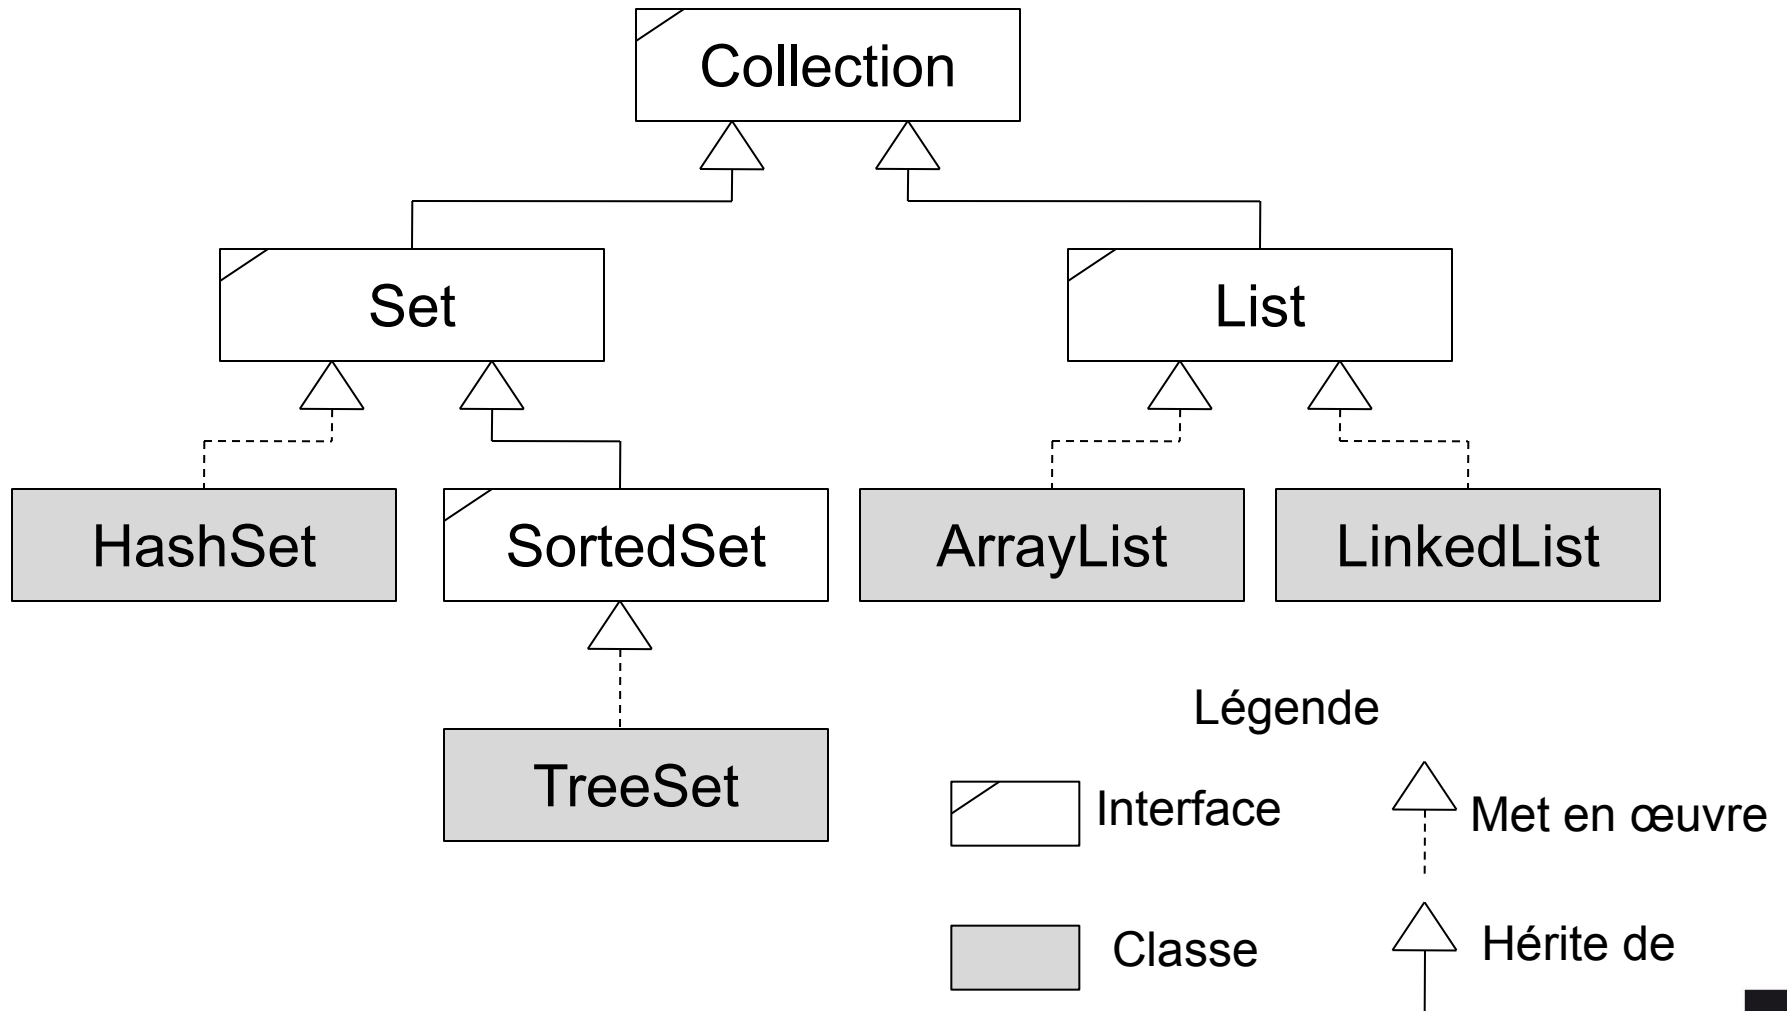 Collection
Set
List
HashSet
SortedSet
ArrayList
LinkedList
TreeSet
Légende
Interface
Met en œuvre
Classe
Hérite de